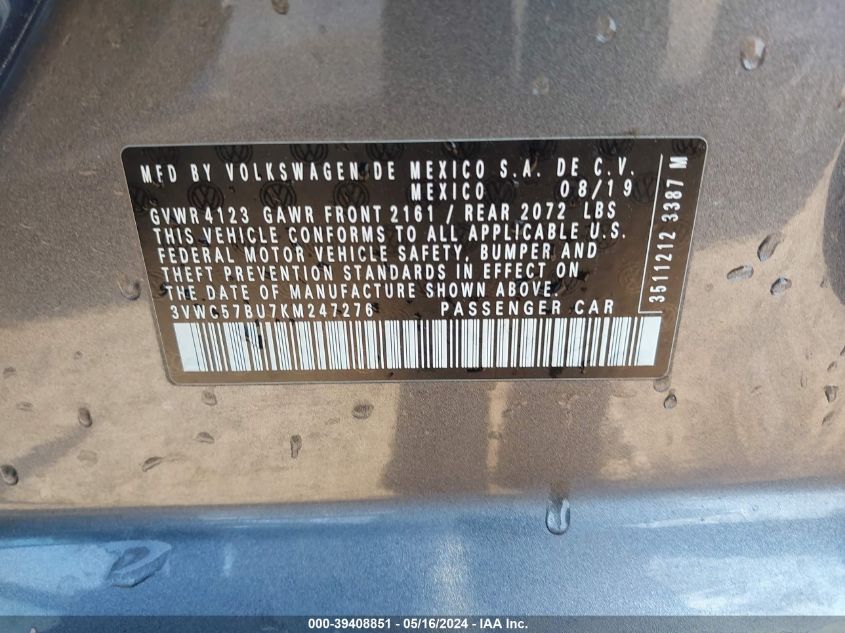 MFD BY VOLKSWAGEN DE MEXICO S.A. DE C.V.
MEXICO 08/19
GVWR 4123 GAWR FRONT 2161 / REAR 2072 LBS
THIS VEHICLE CONFORMS TO ALL APPLICABLE U.S.
FEDERAL MOTOR VEHICLE SAFETY, BUMPER AND
THEFT PREVENTION STANDARDS IN EFFECT ON
THE DATE OF MANUFACTURE SHOWN ABOVE.
3VWC57BU7KM247276 PASSENGER CAR
3511212 3387 M
000-39408851 - 05/16/2024 - IAA Inc.